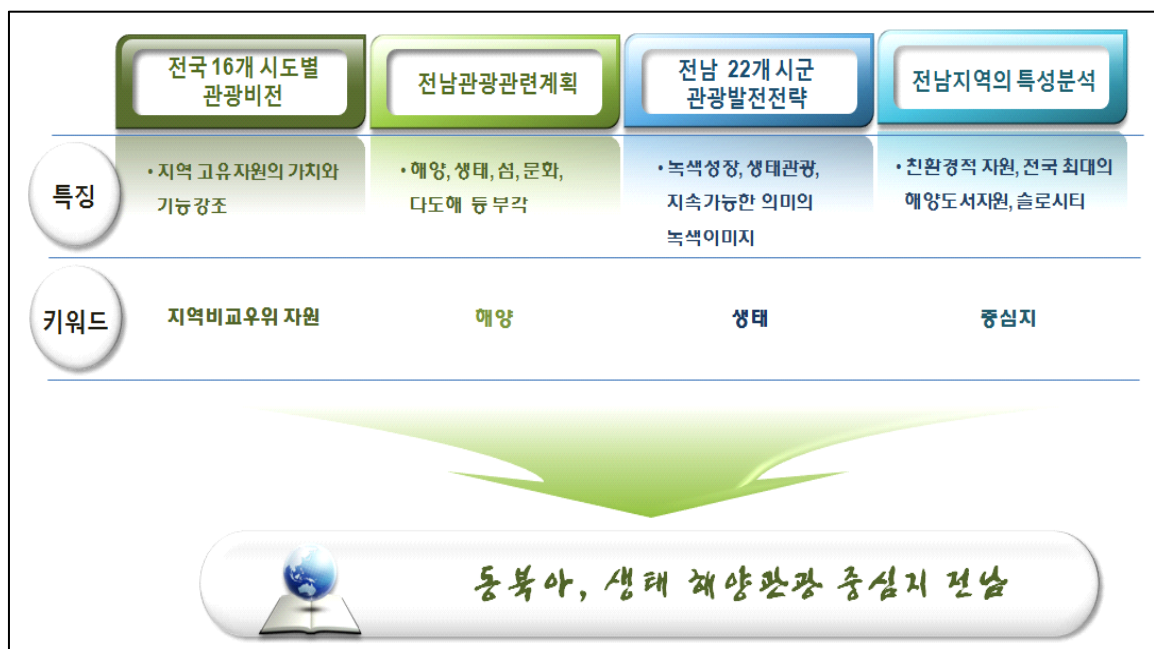 전국 16개 시도별
관광비전
전남관광관련계획
전남 22개 시군
관광발전전략
전남지역의 특성분석
특징
• 지역 고유자원의 가치와
기능강조
• 해양, 생태, 섬, 문화,
다도해 등 부각
• 녹색성장, 생태관광,
지속가능한 의미의
녹색이미지
• 친환경적 자원, 전국 최대의
해양도서자원, 슬로시티
키워드
지역비교우위 자원
해양
생태
중심지
동북아, 생태 해양관광 중심지 전남